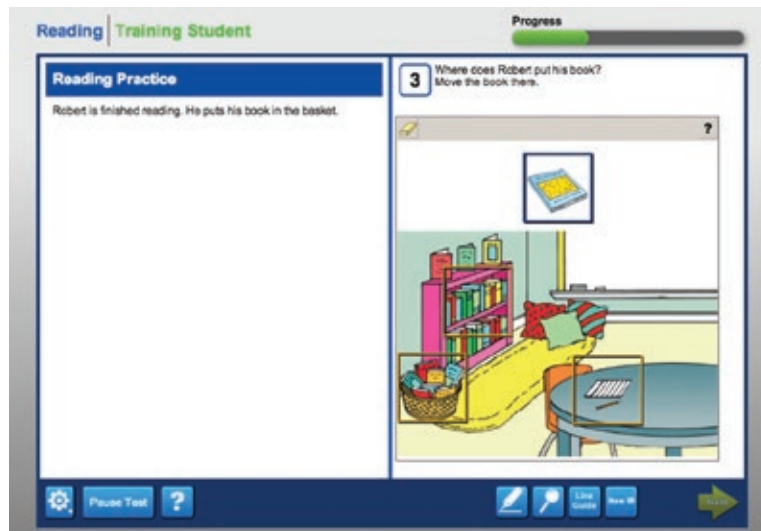 Reading Training Student
Progress
Reading Practice
Robert is finished reading. He puts his book in the basket.
3
Where does Robert put his book?
Move the book there.
?
Pause Test
?
Line
Guide
Next